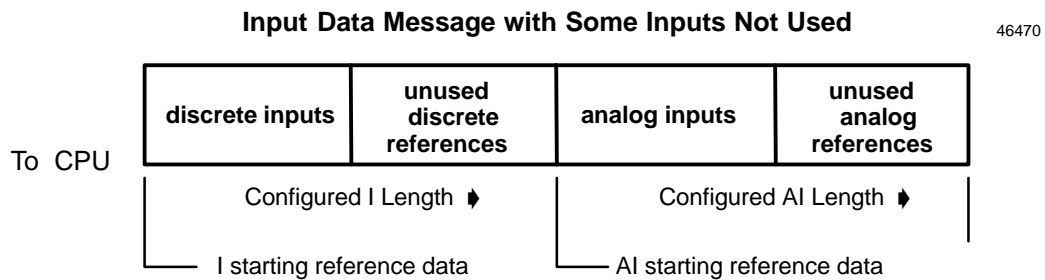 Input Data Message with Some Inputs Not Used
46470
discrete inputs
unused
discrete
references
analog inputs
unused
analog
references
To CPU
Configured I Length
Configured AI Length
I starting reference data
AI starting reference data